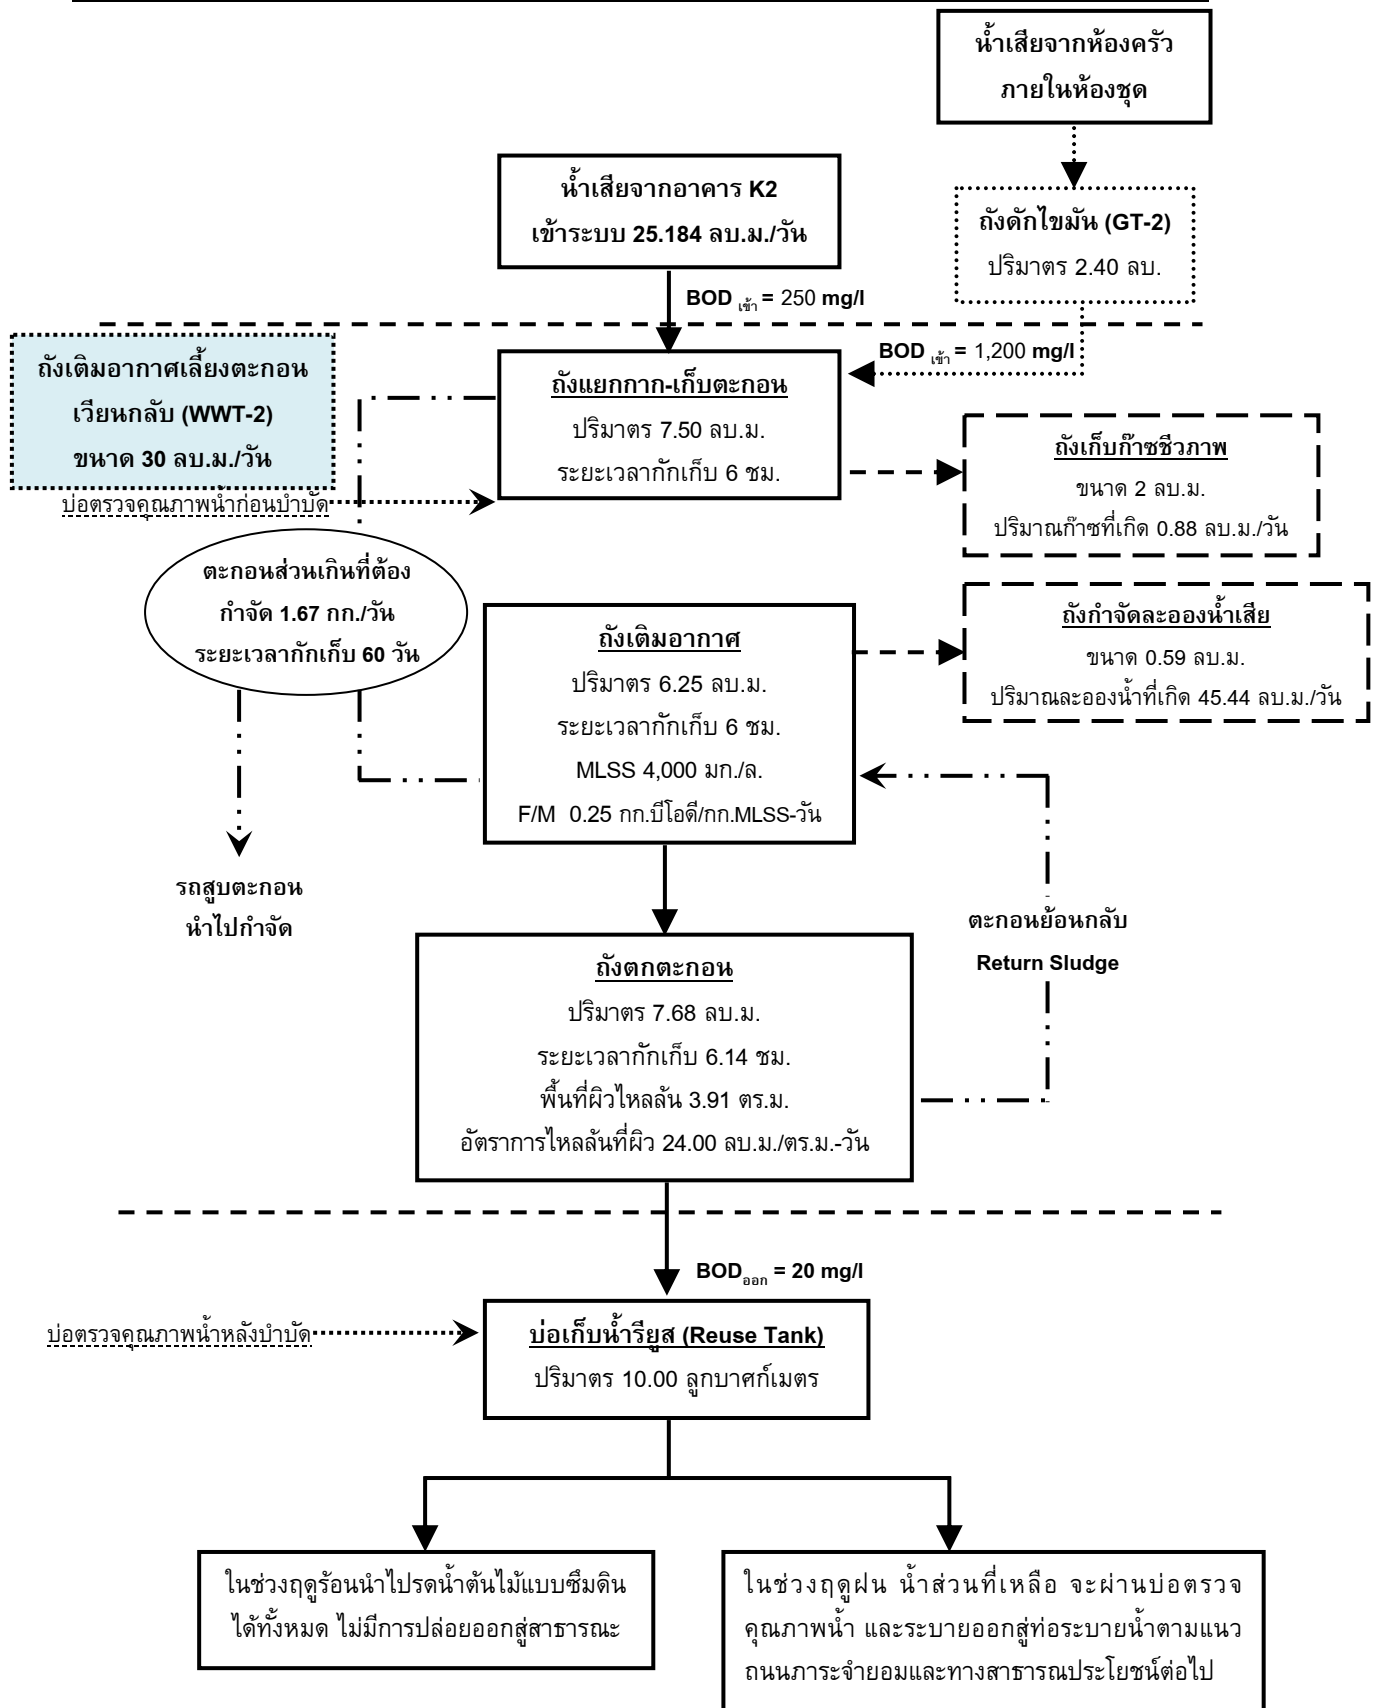 น้ำเสียจากห้องครัว
ภายในห้องชุด
น้ำเสียจากอาคาร K2
เข้าระบบ 25.184 ลบ.ม./วัน
ถังดักไขมัน (GT-2)
ปริมาตร 2.40 ลบ.
BOD เข้า = 250 mg/l
BOD เข้า = 1,200 mg/l
ถังเติมอากาศเลี้ยงตะกอน
เวียนกลับ (WWT-2)
ขนาด 30 ลบ.ม./วัน
ถังแยกกาก-เก็บตะกอน
ปริมาตร 7.50 ลบ.ม.
ระยะเวลากักเก็บ 6 ชม.
บ่อตรวจคุณภาพน้ำก่อนบำบัด
ถังเก็บก๊าซชีวภาพ
ขนาด 2 ลบ.ม.
ปริมาณก๊าซที่เกิด 0.88 ลบ.ม./วัน
ตะกอนส่วนเกินที่ต้อง
กำจัด 1.67 กก./วัน
ระยะเวลากักเก็บ 60 วัน
ถังเติมอากาศ
ปริมาตร 6.25 ลบ.ม.
ระยะเวลากักเก็บ 6 ชม.
MLSS 4,000 มก./ล.
F/M 0.25 กก.บีโอดี/กก.MLSS-วัน
ถังกำจัดละอองน้ำเสีย
ขนาด 0.59 ลบ.ม.
ปริมาณละอองน้ำที่เกิด 45.44 ลบ.ม./วัน
รถสูบตะกอน
นำไปกำจัด
ตะกอนย้อนกลับ
Return Sludge
ถังตกตะกอน
ปริมาตร 7.68 ลบ.ม.
ระยะเวลากักเก็บ 6.14 ชม.
พื้นที่ผิวไหลล้น 3.91 ตร.ม.
อัตราการไหลล้นที่ผิว 24.00 ลบ.ม./ตร.ม.-วัน
BODออก = 20 mg/l
บ่อตรวจคุณภาพน้ำหลังบำบัด
บ่อเก็บน้ำรียูส (Reuse Tank)
ปริมาตร 10.00 ลูกบาศก์เมตร
ในช่วงฤดูร้อนนำไปรดน้ำต้นไม้แบบซึมดิน
ได้ทั้งหมด ไม่มีการปล่อยออกสู่สาธารณะ
ในช่วงฤดูฝน น้ำส่วนที่เหลือ จะผ่านบ่อตรวจ
คุณภาพน้ำ และระบายออกสู่ท่อระบายน้ำตามแนว
ถนนภาระจำยอมและทางสาธารณประโยชน์ต่อไป